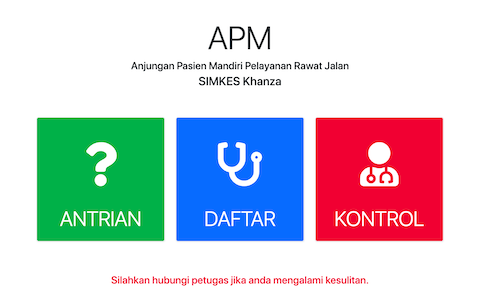 APM
Anjungan Pasien Mandiri Pelayanan Rawat Jalan
SIMKES Khanza
ANTRIAN
DAFTAR
KONTROL
Silahkan hubungi petugas jika anda mengalami kesulitan.